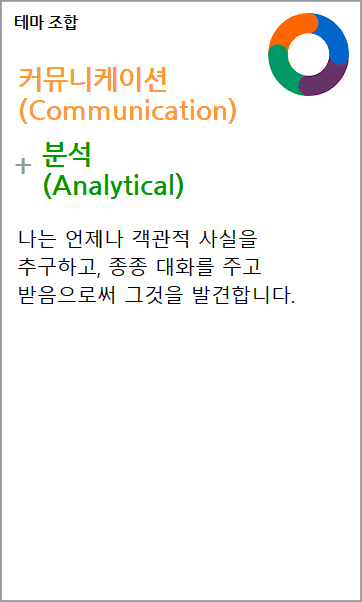 테마 조합
커뮤니케이션
(Communication)
+ 분석
(Analytical)
나는 언제나 객관적 사실을
추구하고, 종종 대화를 주고
받음으로써 그것을 발견합니다.